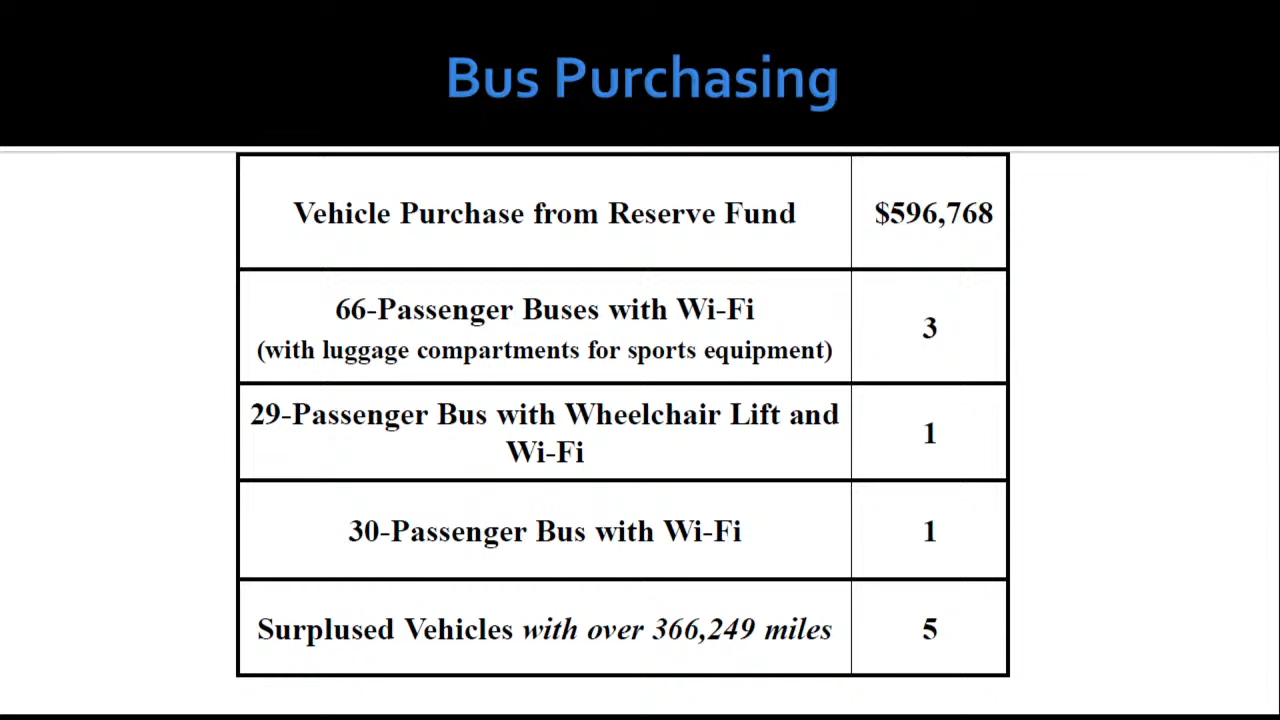 Bus Purchasing
Vehicle Purchase from Reserve Fund
$596,768
66-Passenger Buses with Wi-Fi
(with luggage compartments for sports equipment)
3
29-Passenger Bus with Wheelchair Lift and
Wi-Fi
1
30-Passenger Bus with Wi-Fi
1
Surplused Vehicles with over 366,249 miles
5